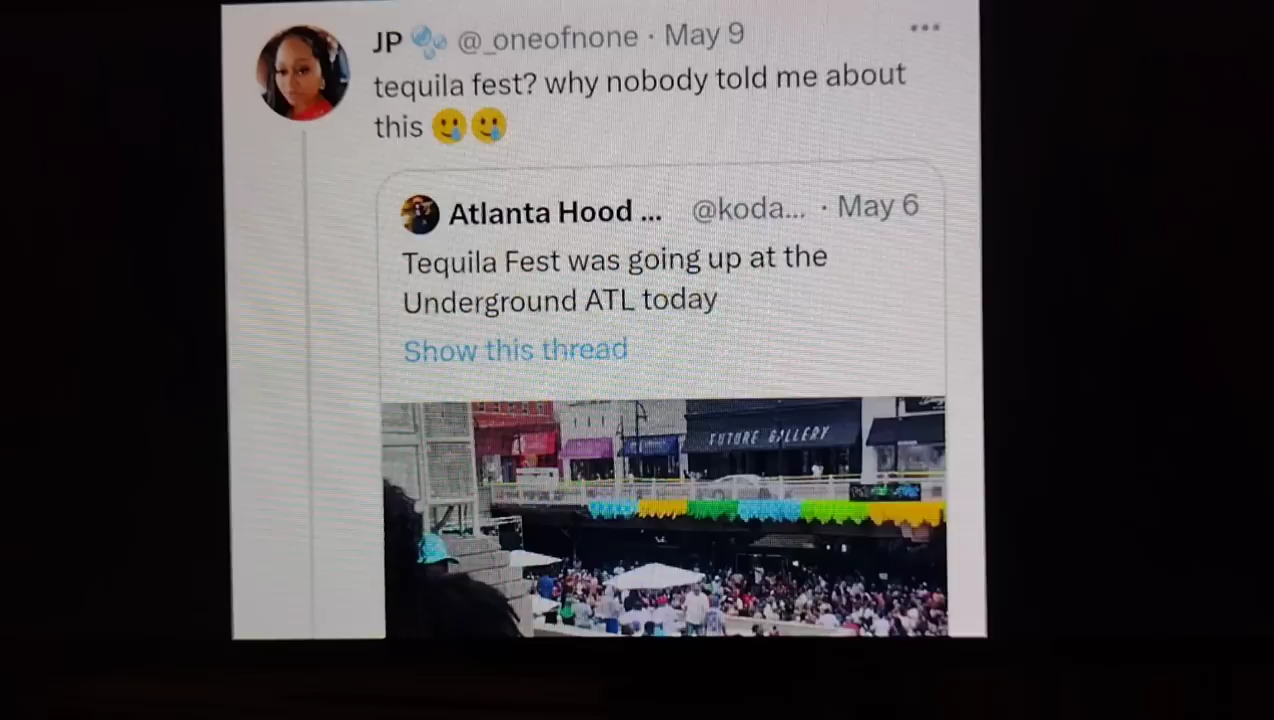 JP 🫧 @_oneofnone · May 9
tequila fest? why nobody told me about
this 🥲🥲
Atlanta Hood ... @koda... · May 6
Tequila Fest was going up at the
Underground ATL today
Show this thread
FUTURE GALLERY